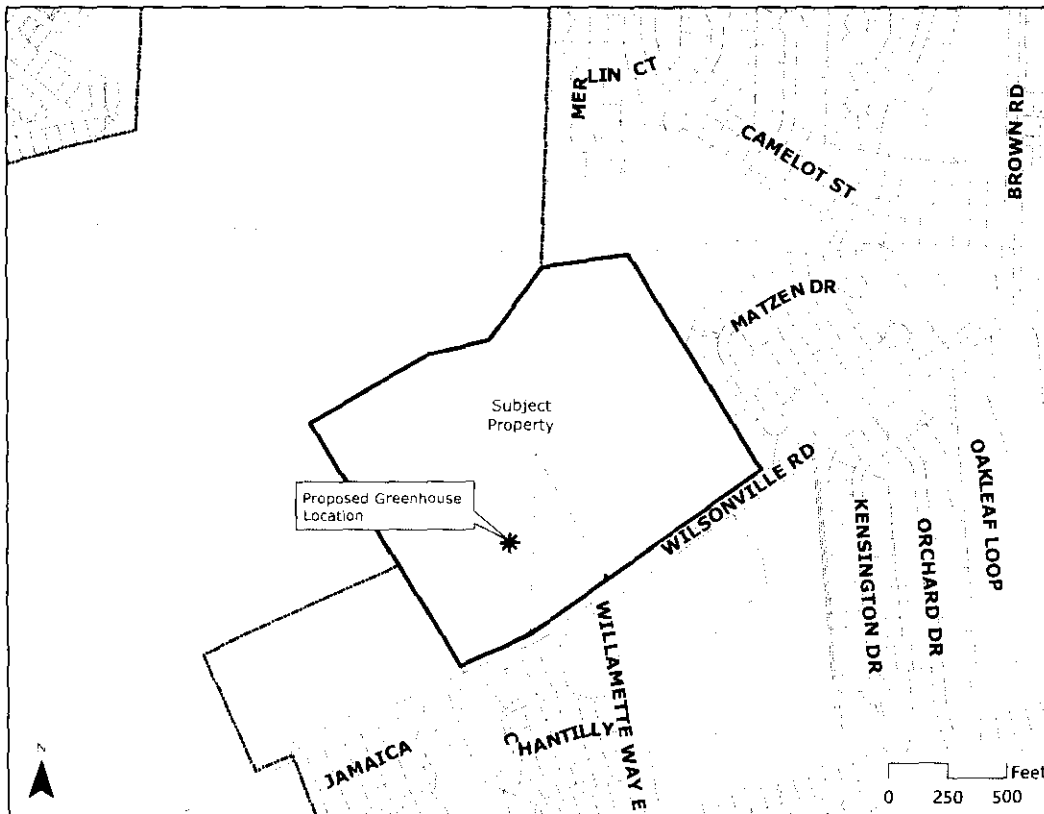 MERLIN CT
CAMELOT ST
BROWN RD
MATZEN DR
Subject
Property
Proposed Greenhouse
Location
WILSONVILLE RD
OAKLEAF LOOP
KENSINGTON DR
ORCHARD DR
WILLAMETTE WAY E
CHANTILLY
JAMAICA
N
Feet
0 250 500